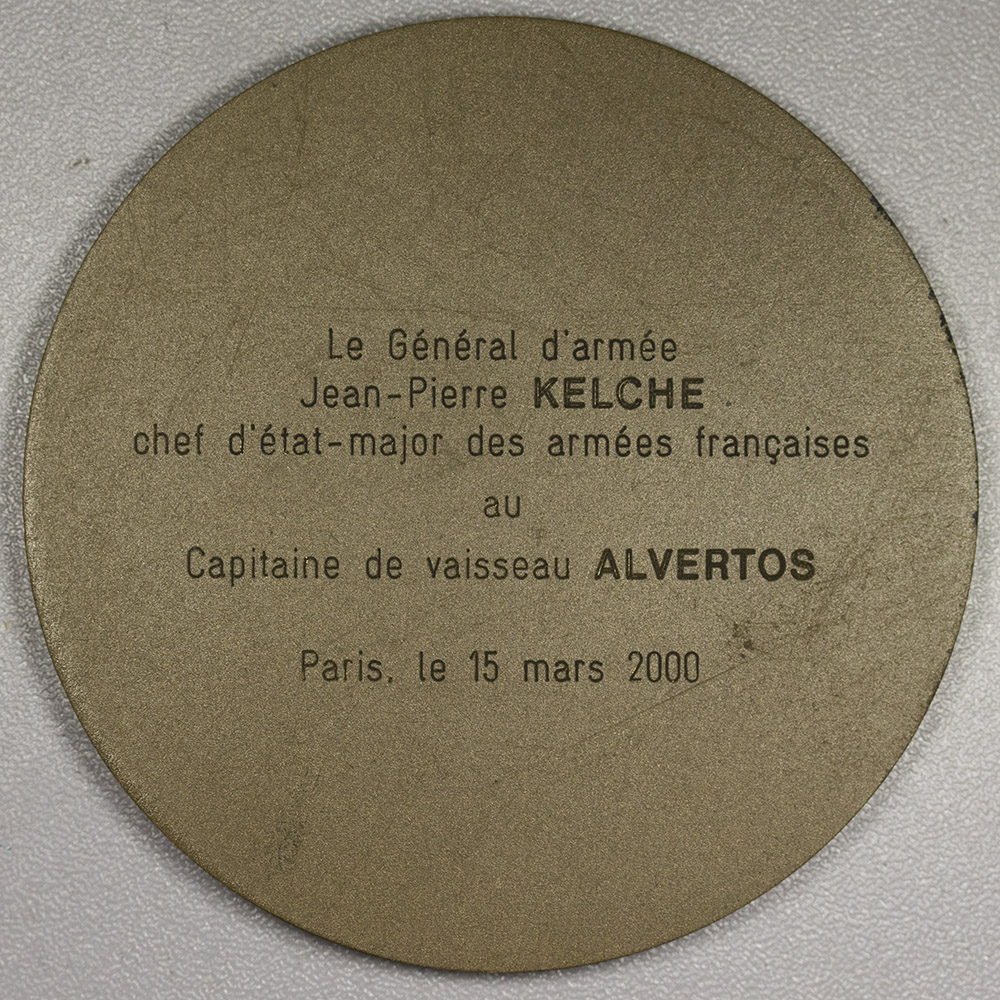 Le Général d'armée
Jean-Pierre KELCHE
chef d'état-major des armées françaises
au
Capitaine de vaisseau ALVERTOS
Paris, le 15 mars 2000